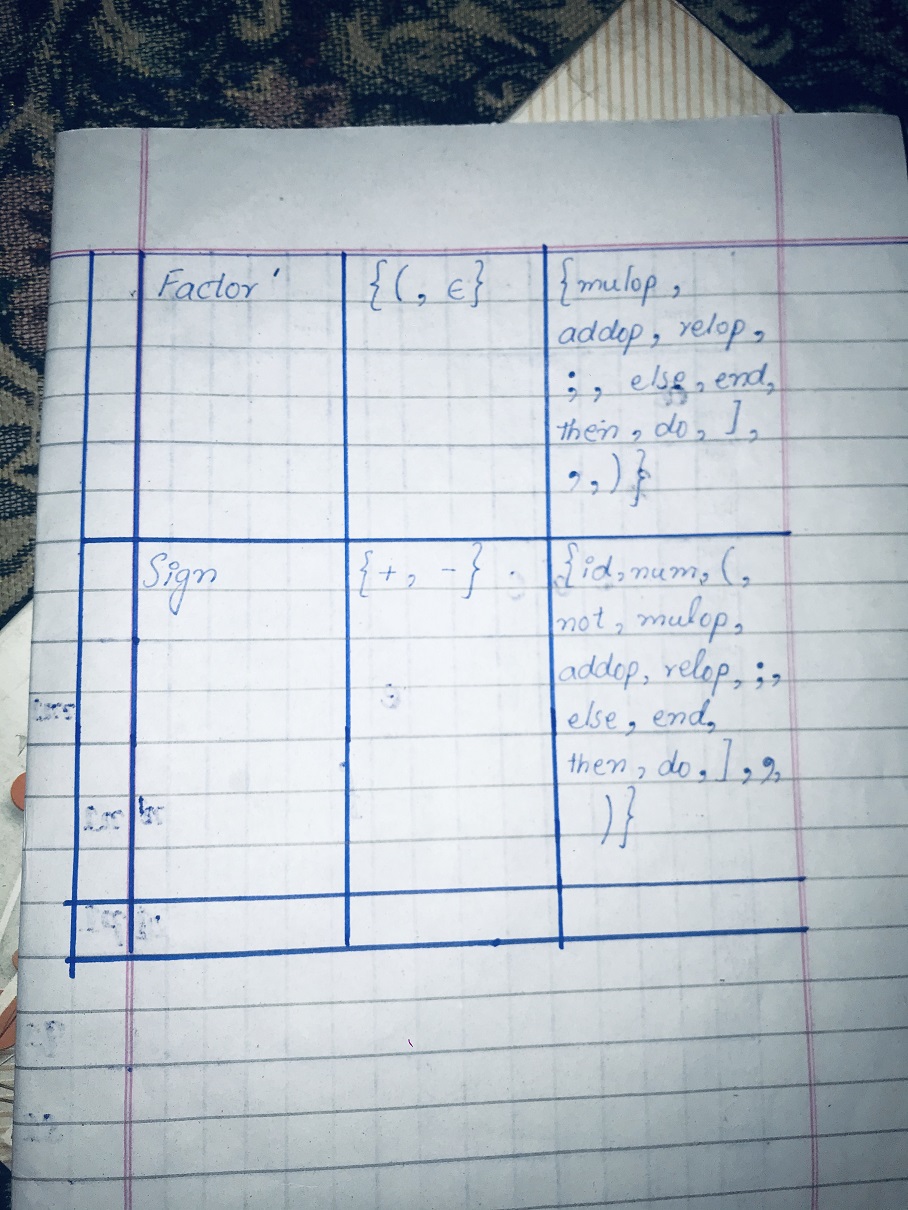 Factor'
{(, ϵ}
{mulop,
addop, relop,
;, else, end,
then, do, ],
,,)}
Sign
{+, -}
{id, num, (,
not, mulop,
addop, relop, ;,
else, end,
then, do, ], ,,
)}